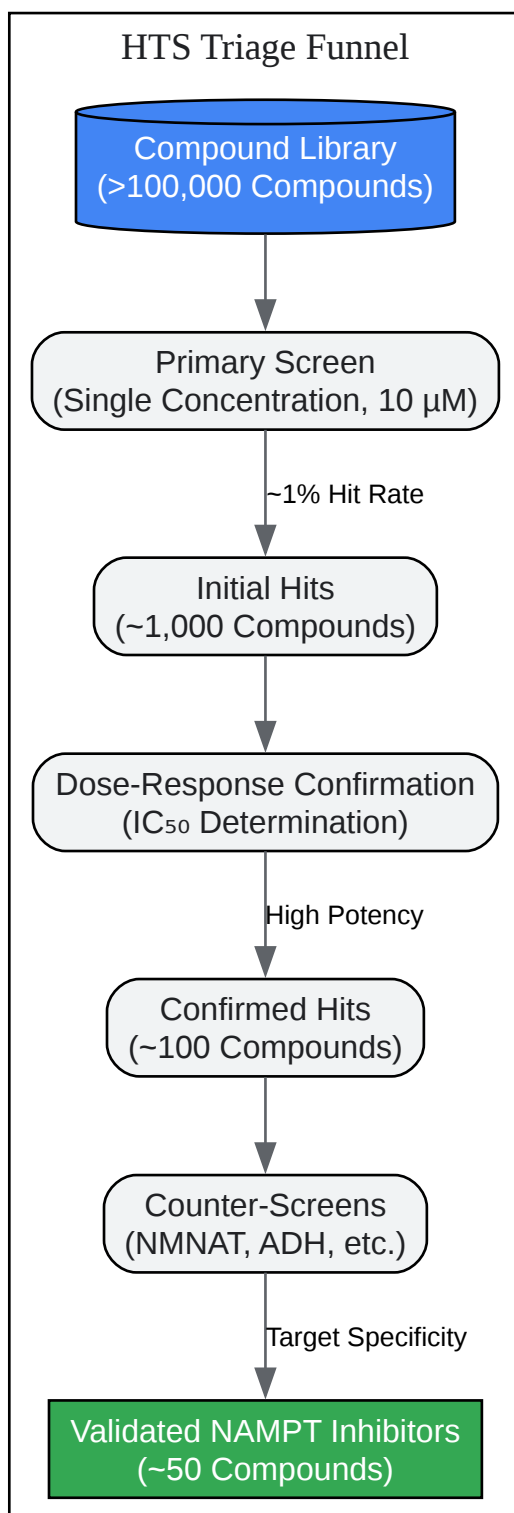 HTS Triage Funnel
Compound Library
(>100,000 Compounds)
Primary Screen
(Single Concentration, 10 µM)
~1% Hit Rate
Initial Hits
(~1,000 Compounds)
Dose-Response Confirmation
(IC₅₀ Determination)
High Potency
Confirmed Hits
(~100 Compounds)
Counter-Screens
(NMNAT, ADH, etc.)
Target Specificity
Validated NAMPT Inhibitors
(~50 Compounds)